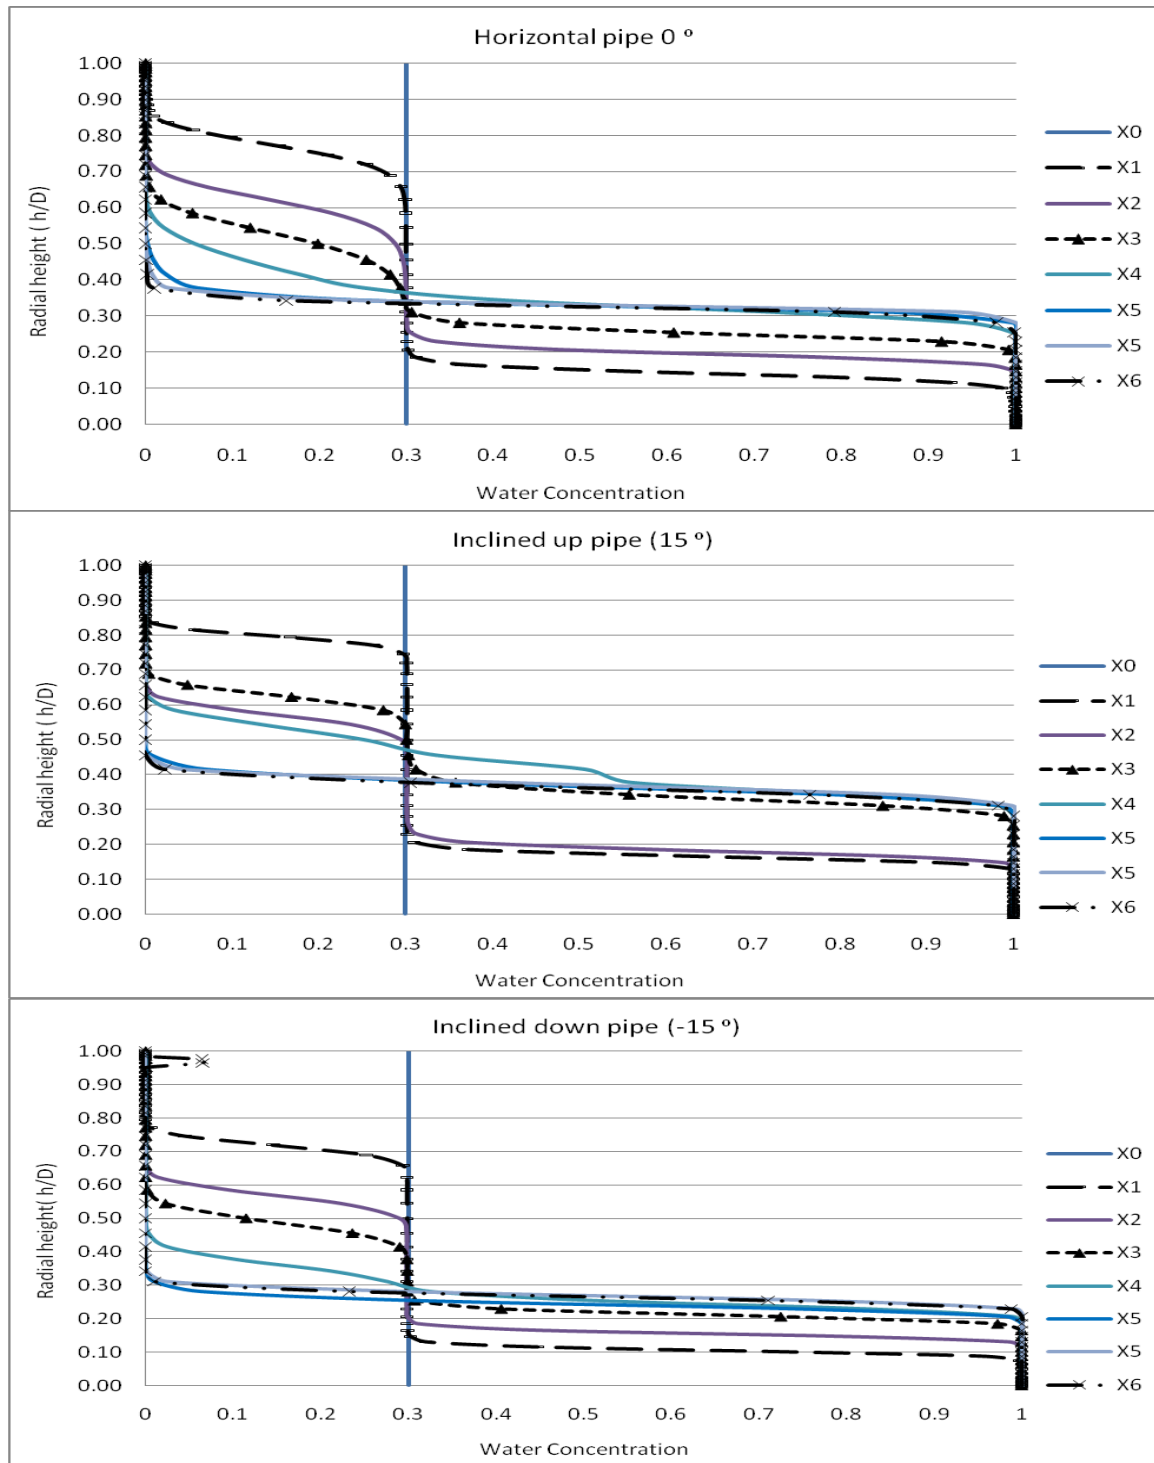 Horizontal pipe 0 º
1.00
0.90
0.80
0.70
0.60
0.50
0.40
0.30
0.20
0.10
0.00
Radial height ( h/D)
0 0.1 0.2 0.3 0.4 0.5 0.6 0.7 0.8 0.9 1
Water Concentration
X0
X1
X2
X3
X4
X5
X5
X6
Inclined up pipe (15 º)
1.00
0.90
0.80
0.70
0.60
0.50
0.40
0.30
0.20
0.10
0.00
Radial height ( h/D)
0 0.1 0.2 0.3 0.4 0.5 0.6 0.7 0.8 0.9 1
Water Concentration
X0
X1
X2
X3
X4
X5
X5
X6
Inclined down pipe (-15 º)
1.00
0.90
0.80
0.70
0.60
0.50
0.40
0.30
0.20
0.10
0.00
Radial height( h/D)
0 0.1 0.2 0.3 0.4 0.5 0.6 0.7 0.8 0.9 1
Water Concentration
X0
X1
X2
X3
X4
X5
X5
X6